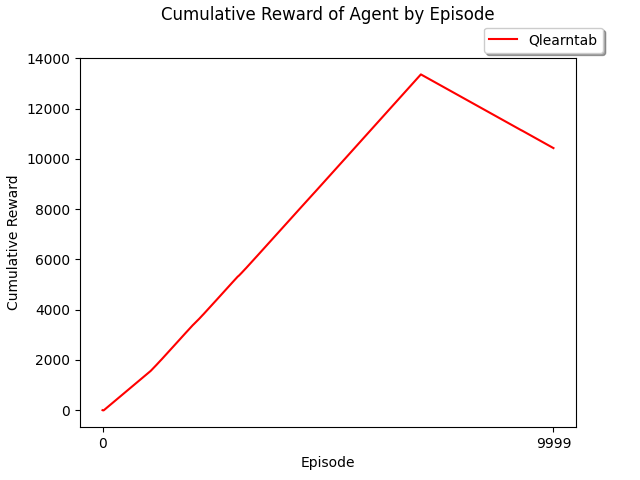 Cumulative Reward of Agent by Episode
Qlearntab
14000
12000
10000
8000
6000
4000
2000
0
Cumulative Reward
0 9999
Episode